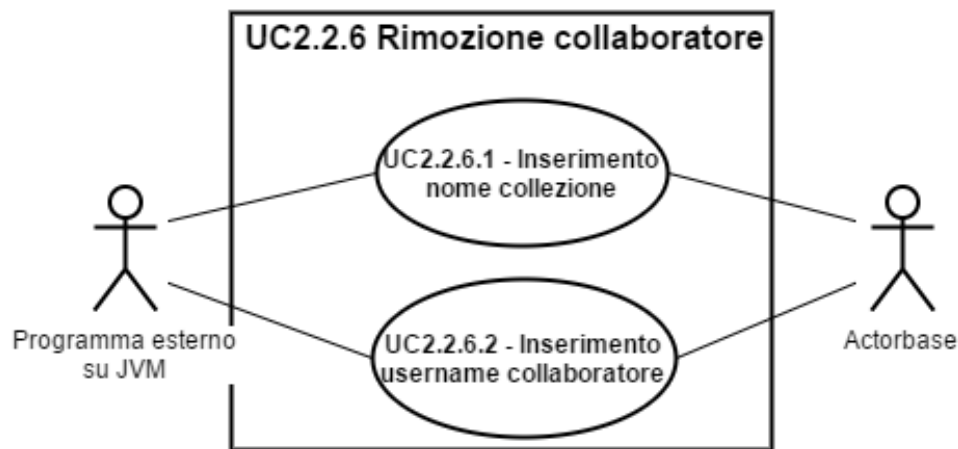 UC2.2.6 Rimozione collaboratore
UC2.2.6.1 - Inserimento
nome collezione
Programma esterno
su JVM
Actorbase
UC2.2.6.2 - Inserimento
username collaboratore